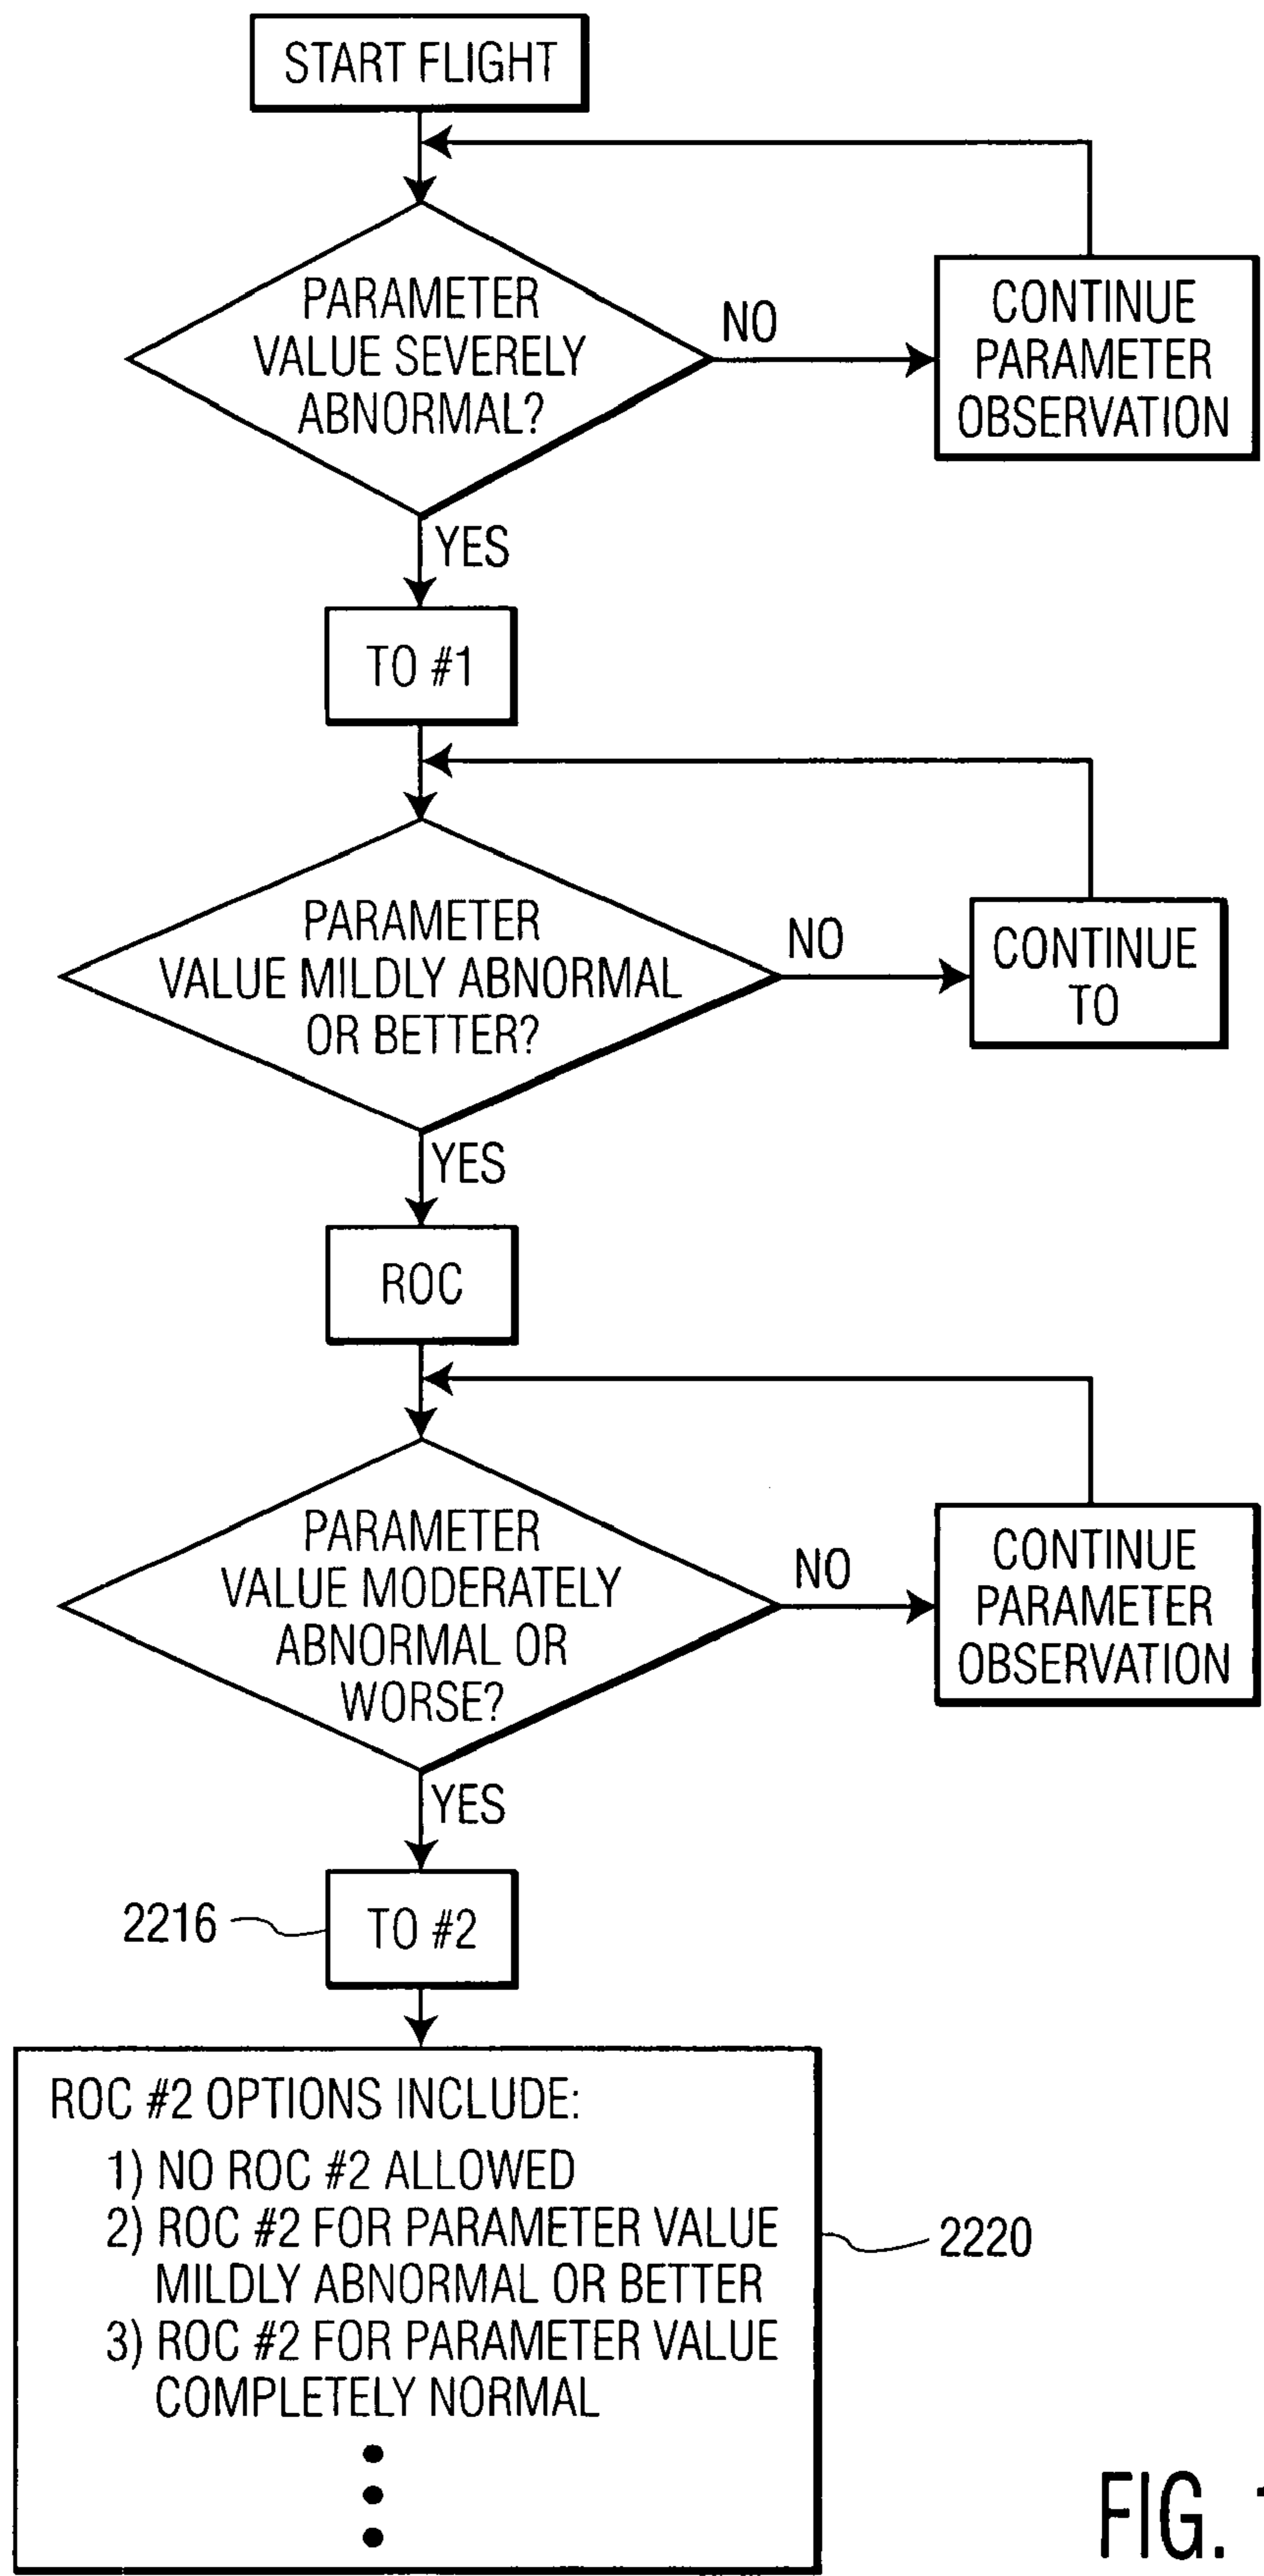 START FLIGHT
PARAMETER
VALUE SEVERELY
ABNORMAL?
NO
CONTINUE
PARAMETER
OBSERVATION
YES
TO #1
PARAMETER
VALUE MILDLY ABNORMAL
OR BETTER?
NO
CONTINUE
TO
YES
ROC
PARAMETER
VALUE MODERATELY
ABNORMAL OR
WORSE?
NO
CONTINUE
PARAMETER
OBSERVATION
YES
2216
TO #2
ROC #2 OPTIONS INCLUDE:
1) NO ROC #2 ALLOWED
2) ROC #2 FOR PARAMETER VALUE
MILDLY ABNORMAL OR BETTER
3) ROC #2 FOR PARAMETER VALUE
COMPLETELY NORMAL
2220
FIG.